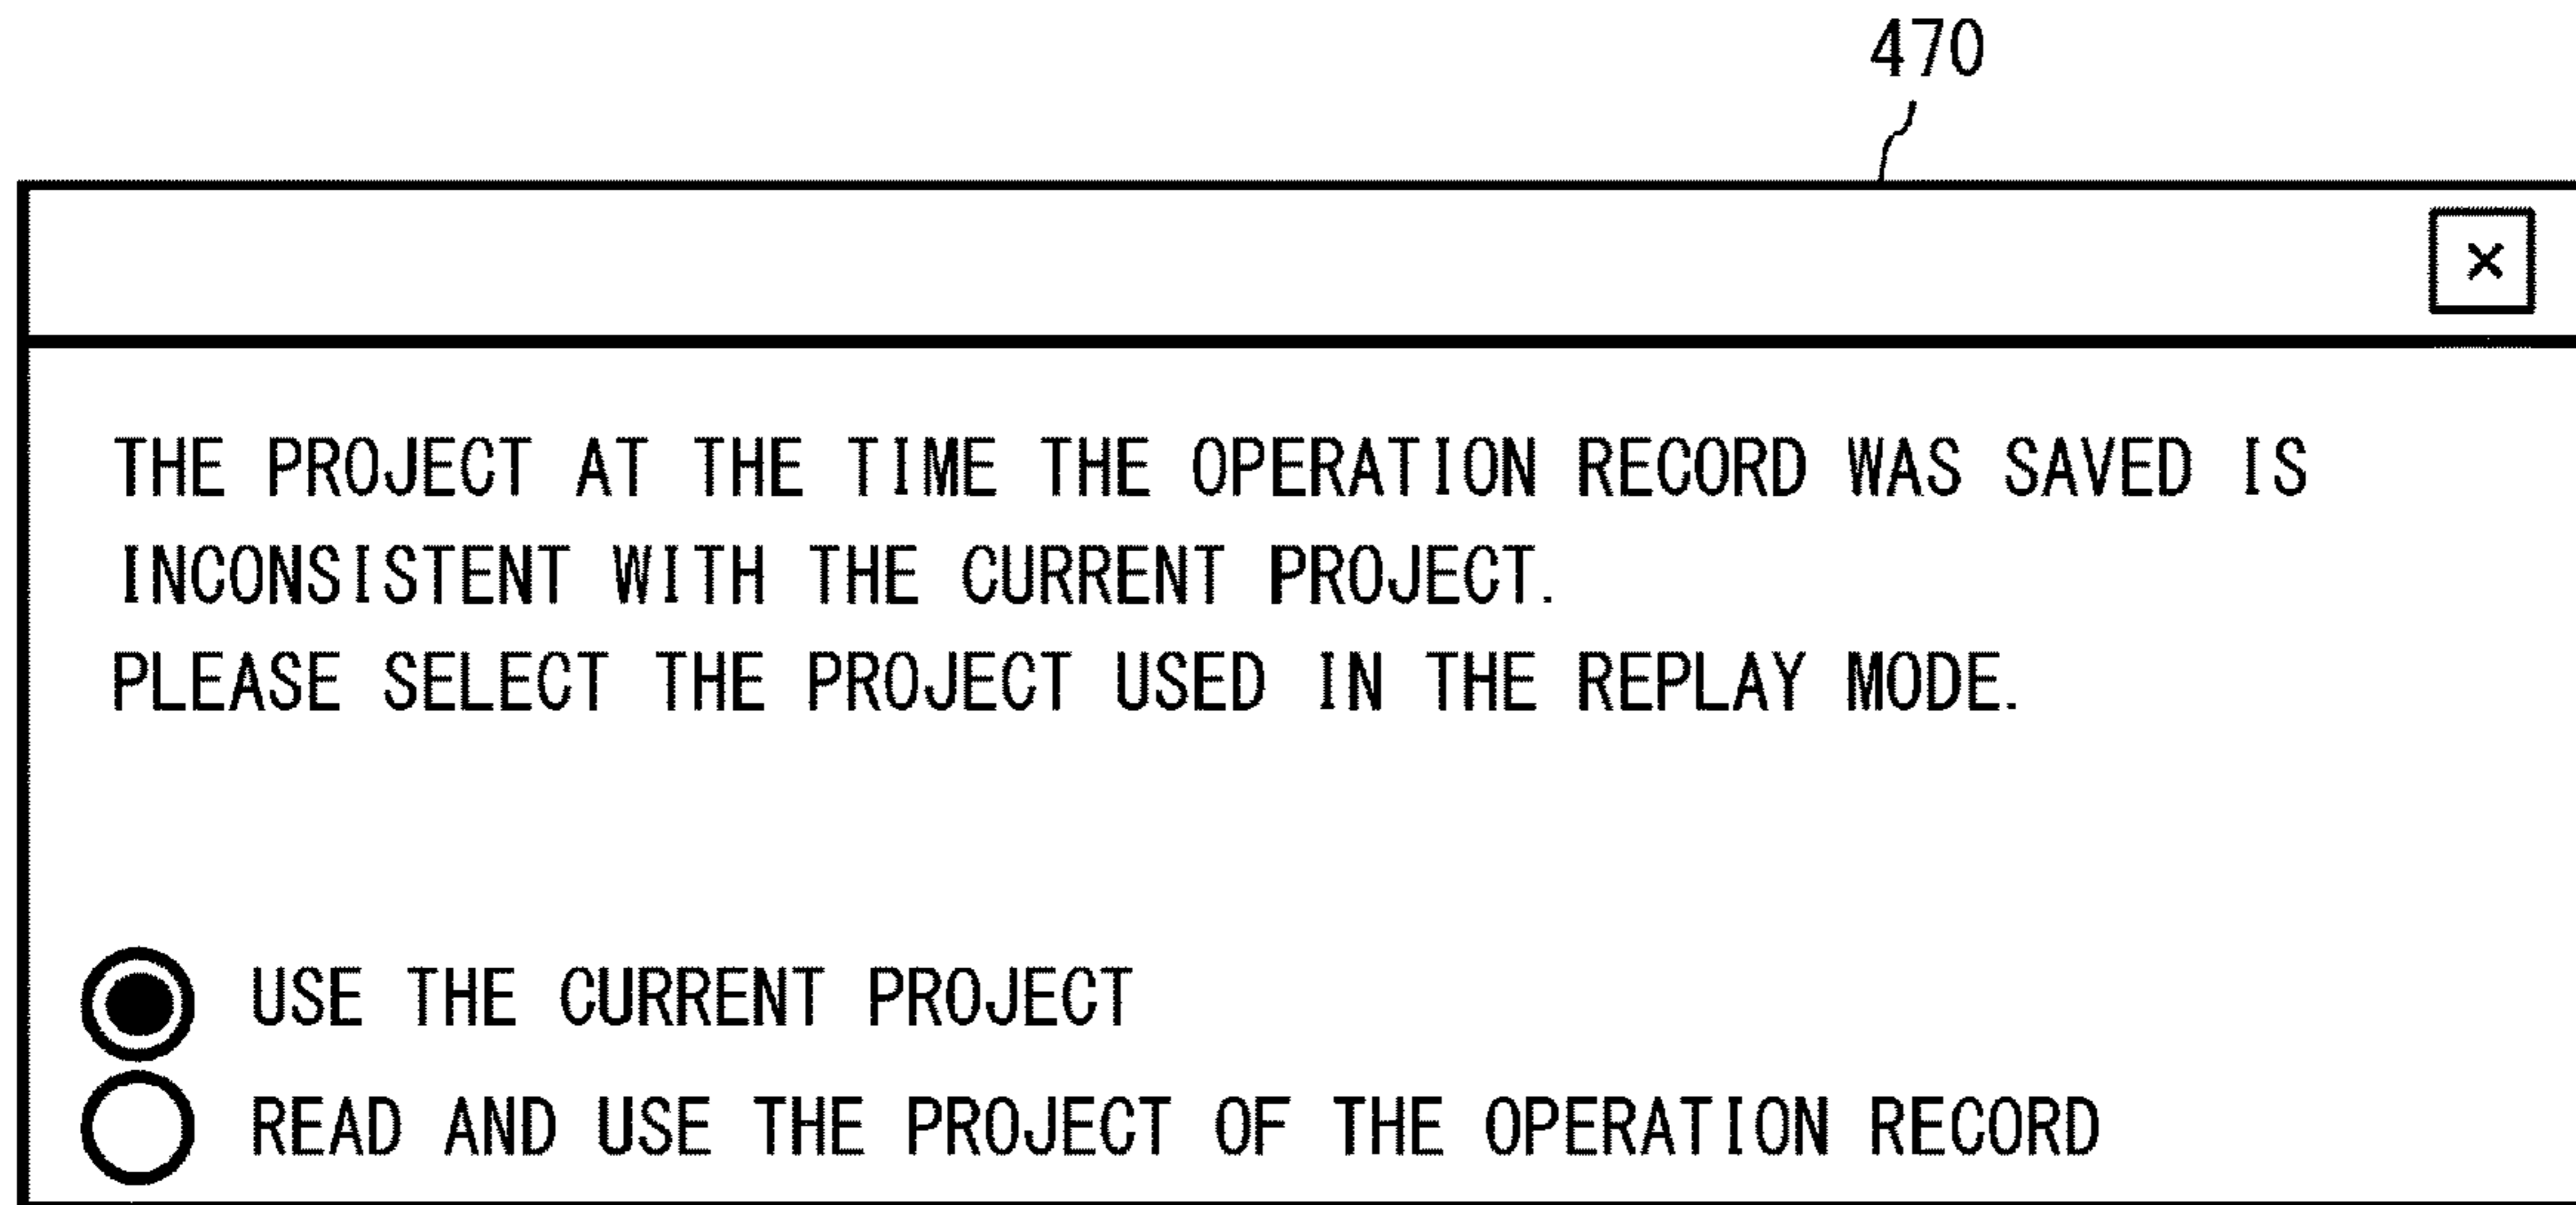 470
×
THE PROJECT AT THE TIME THE OPERATION RECORD WAS SAVED IS
INCONSISTENT WITH THE CURRENT PROJECT.
PLEASE SELECT THE PROJECT USED IN THE REPLAY MODE.
USE THE CURRENT PROJECT
READ AND USE THE PROJECT OF THE OPERATION RECORD